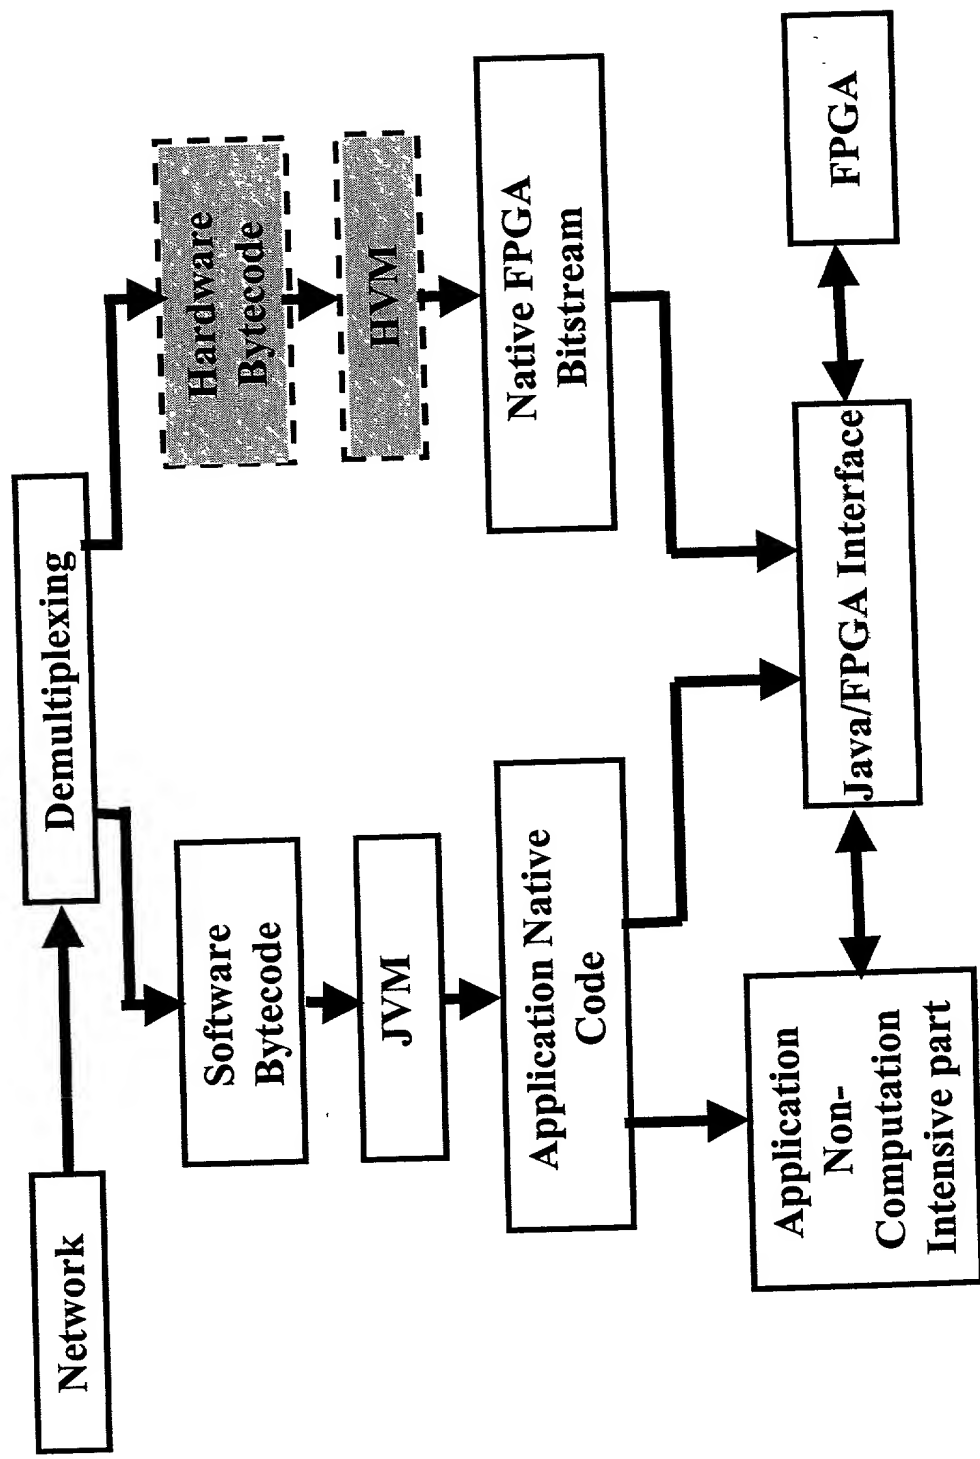 Network
Demultiplexing
Software
Bytecode
JVM
Application Native
Code
Application
Non-
Computation
Intensive part
Hardware
Bytecode
HVM
Native FPGA
Bitstream
Java/FPGA Interface
FPGA